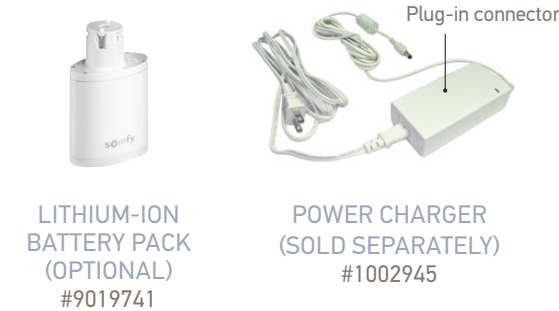 Plug-in connector
somfy.
LITHIUM-ION
BATTERY PACK
(OPTIONAL)
#9019741
POWER CHARGER
(SOLD SEPARATELY)
#1002945